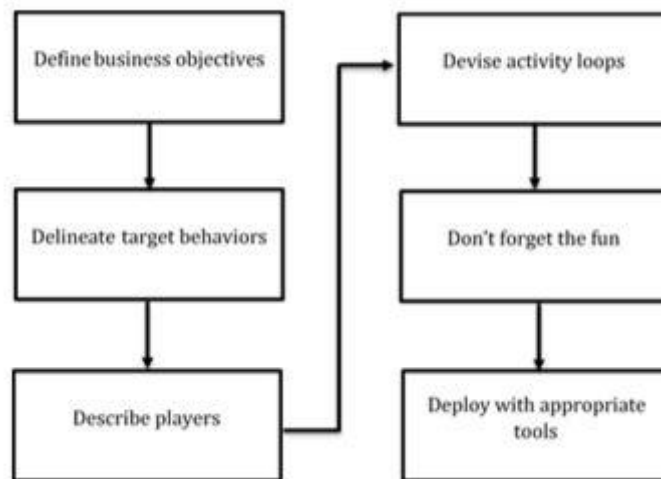 Define business objectives
Delineate target behaviors
Describe players
Devise activity loops
Don't forget the fun
Deploy with appropriate
tools